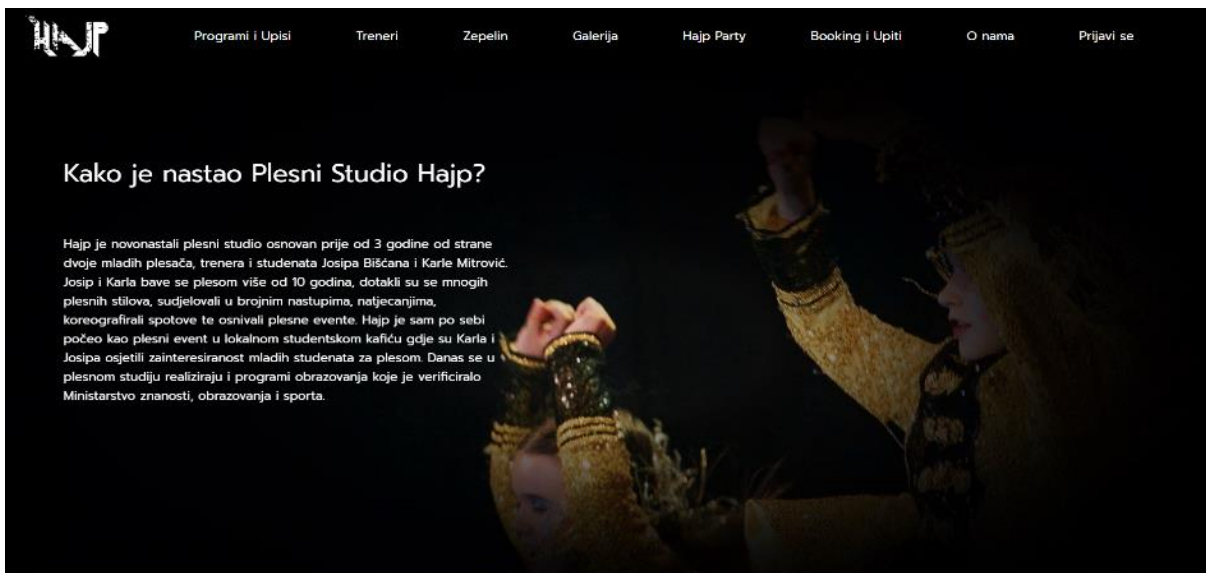 HAJP
Programi i Upisi
Treneri
Zepelin
Galerija
Hajp Party
Booking i Upiti
O nama
Prijavi se
Kako je nastao Plesni Studio Hajp?
Hajp je novonastali plesni studio osnovan prije od 3 godine od strane
dvoje mladih plesača, trenera i studenata Josipa Bišćana i Karle Mitrović.
Josip i Karla bave se plesom više od 10 godina, dotakli su se mnogih
plesnih stilova, sudjelovali u brojnim nastupima, natjecanjima,
koreografirali spotove te osnivali plesne evente. Hajp je sam po sebi
počeo kao plesni event u lokalnom studentskom kafiću gdje su Karla i
Josipa osjetili zainteresiranost mladih studenata za plesom. Danas se u
plesnom studiju realiziraju i programi obrazovanja koje je verificiralo
Ministarstvo znanosti, obrazovanja i sporta.